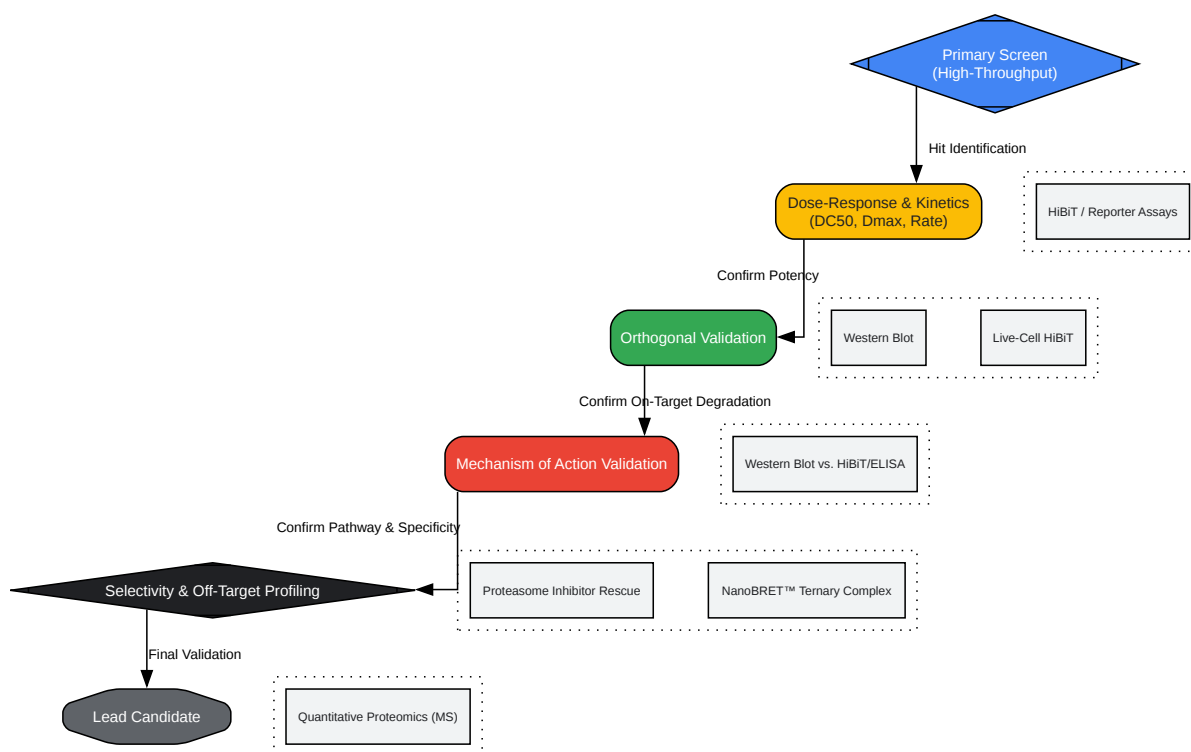 Primary Screen
(High-Throughput)
Hit Identification
Dose-Response & Kinetics
(DC50, Dmax, Rate)
HiBiT / Reporter Assays
Confirm Potency
Orthogonal Validation
Western Blot
Live-Cell HiBiT
Confirm On-Target Degradation
Mechanism of Action Validation
Western Blot vs. HiBiT/ELISA
Confirm Pathway & Specificity
Selectivity & Off-Target Profiling
Proteasome Inhibitor Rescue
NanoBRET™ Ternary Complex
Final Validation
Lead Candidate
Quantitative Proteomics (MS)